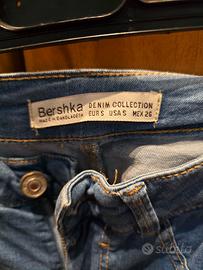 Bershka
MADE IN BANGLADESH
DENIM COLLECTION
EUR S USA S MEX 26
subito